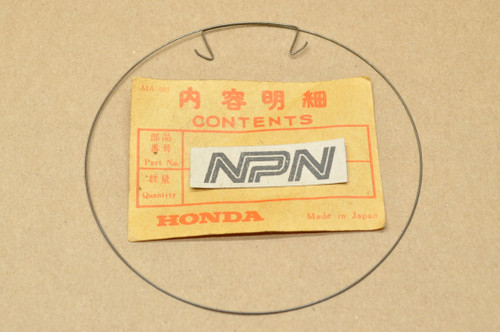 内容明細
CONTENTS
部品
番号
Part No.
NPN
数量
Quantity
HONDA Made in Japan